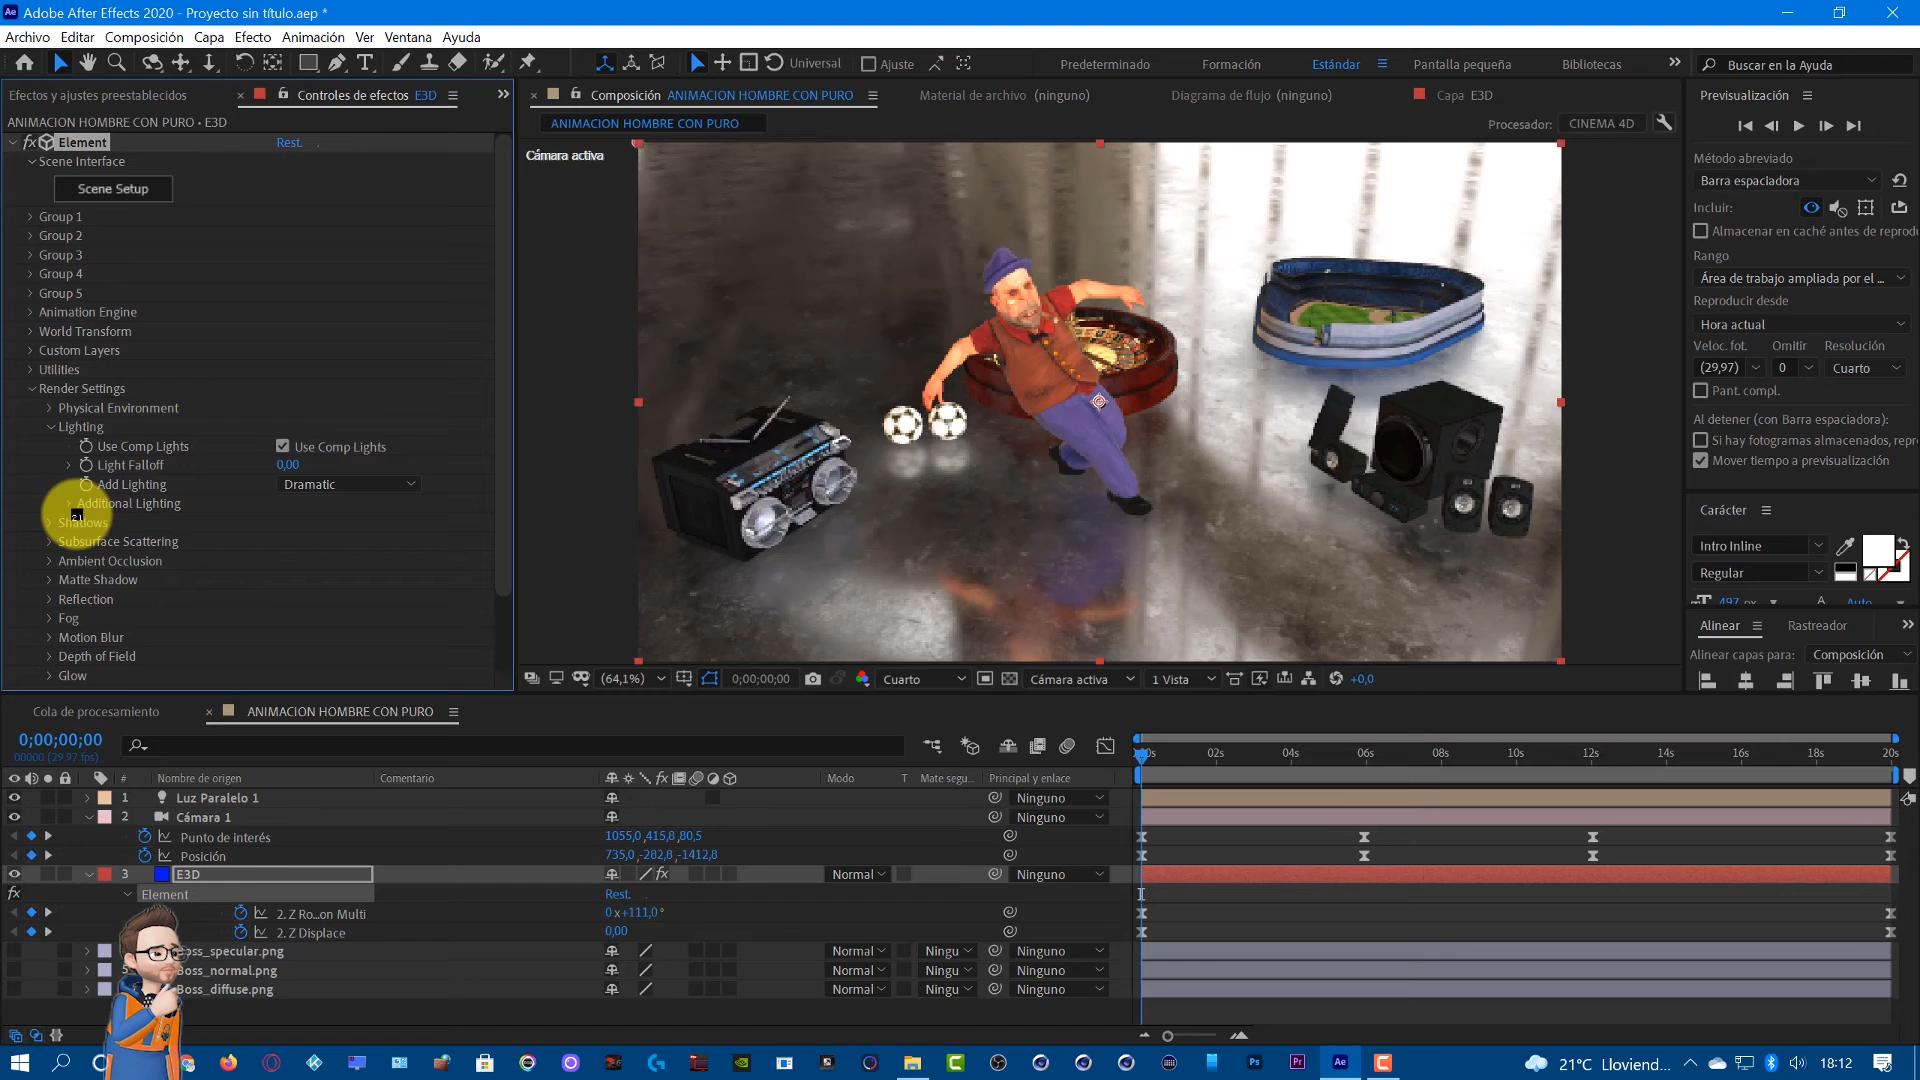 Adobe After Effects 2020 - Proyecto sin título.aep *
Archivo Editar Composición Capa Efecto Animación Ver Ventana Ayuda
Universal Ajuste Predeterminado Formación Estándar Pantalla pequeña Bibliotecas Buscar en la Ayuda
Efectos y ajustes preestablecidos Controles de efectos E3D
ANIMACION HOMBRE CON PURO • E3D
Element Rest.
Scene Interface
Scene Setup
Group 1
Group 2
Group 3
Group 4
Group 5
Animation Engine
World Transform
Custom Layers
Utilities
Render Settings
Physical Environment
Lighting
Use Comp Lights Use Comp Lights
Light Falloff 0,00
Add Lighting Dramatic
Additional Lighting
Shadows
Subsurface Scattering
Ambient Occlusion
Matte Shadow
Reflection
Fog
Motion Blur
Depth of Field
Glow
Composición ANIMACION HOMBRE CON PURO Material de archivo (ninguno) Diagrama de flujo (ninguno) Capa E3D
ANIMACION HOMBRE CON PURO Procesador: CINEMA 4D
Cámara activa
(64,1%) 0;00;00;00 Cuarto Cámara activa 1 Vista +0,0
Previsualización
Método abreviado
Barra espaciadora
Incluir:
Almacenar en caché antes de reprodu
Rango
Área de trabajo ampliada por el ...
Reproducir desde
Hora actual
Veloc. fot. Omitir Resolución
(29,97) 0 Cuarto
Pant. compl.
Al detener (con Barra espaciadora):
Si hay fotogramas almacenados, repro
Mover tiempo a previsualización
Carácter
Intro Inline
Regular
497 px Auto
Alinear Rastreador
Alinear capas para: Composición
Cola de procesamiento ANIMACION HOMBRE CON PURO
0;00;00;00
00000 (29.97 fps)
# Nombre de origen Comentario Modo T Mate segu... Principal y enlace
02s 04s 06s 08s 10s 12s 14s 16s 18s 20s
1 Luz Paralelo 1 Ninguno
2 Cámara 1 Ninguno
Punto de interés 1055,0 ,415,8 ,80,5
Posición 735,0 ,-282,8 ,-1412,8
3 E3D Normal Ninguno
Element Rest.
2. Z Ro...on Multi 0 x+111,0°
2. Z Displace 0,00
oss_specular.png Normal Ningu Ninguno
Boss_normal.png Normal Ningu Ninguno
Boss_diffuse.png Normal Ningu Ninguno
21°C Lloviend... 18:12